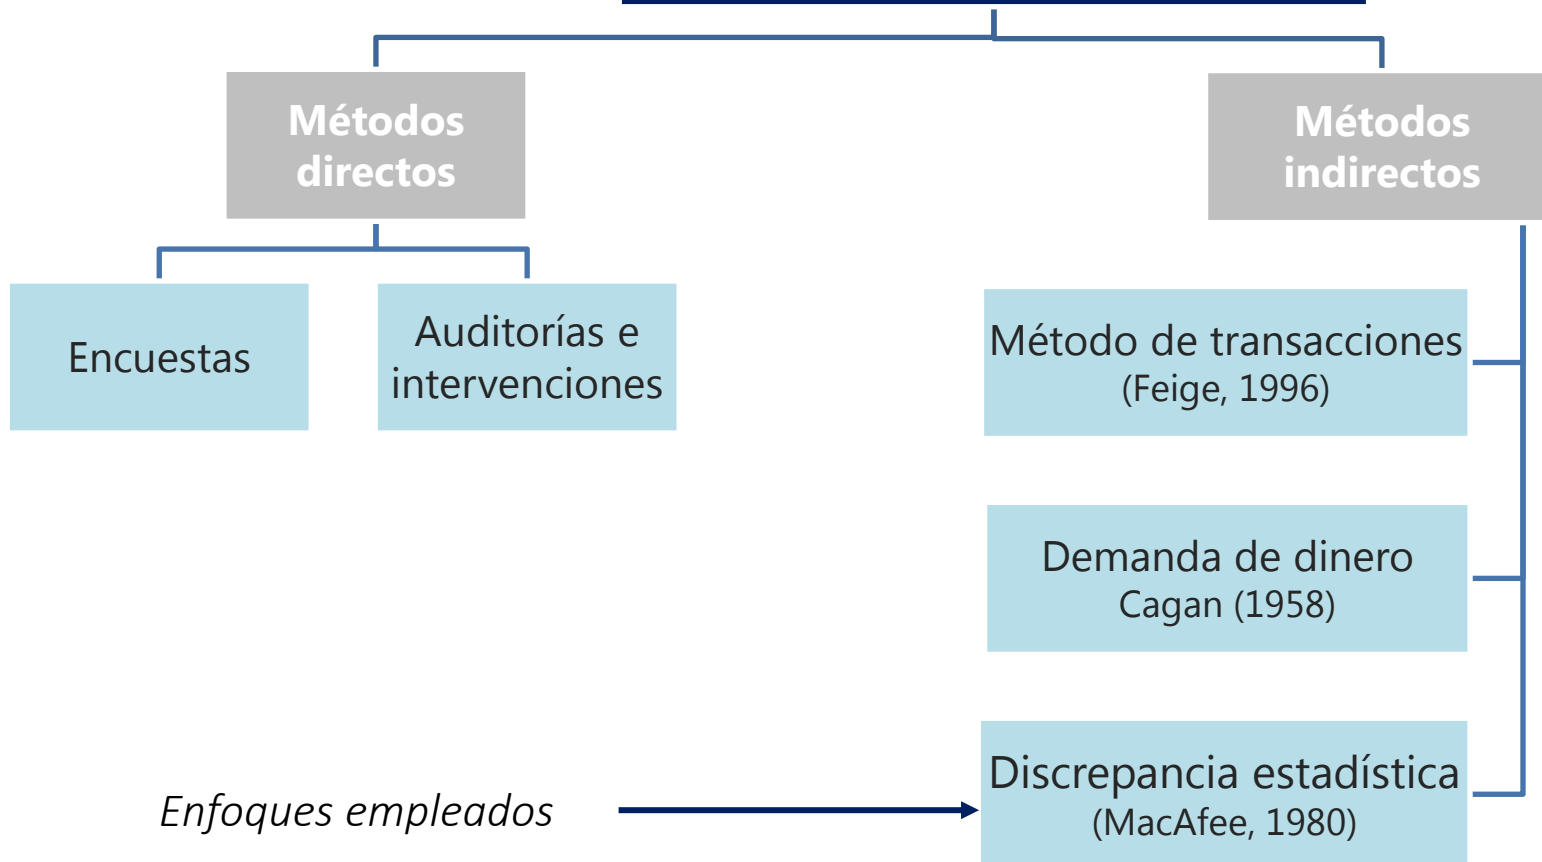 Métodos
directos
Métodos
indirectos
Encuestas
Auditorías e
intervenciones
Método de transacciones
(Feige, 1996)
Demanda de dinero
Cagan (1958)
Discrepancia estadística
(MacAfee, 1980)
Enfoques empleados